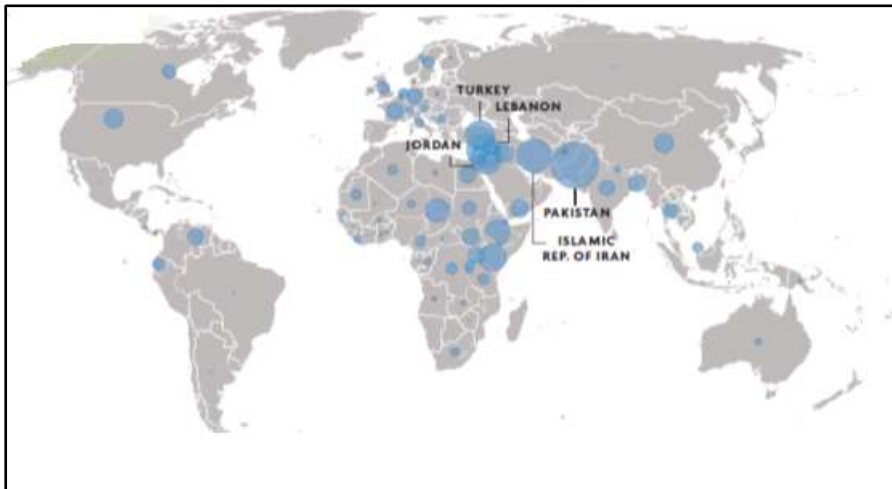 TURKEY
LEBANON
JORDAN
PAKISTAN
ISLAMIC
REP. OF IRAN